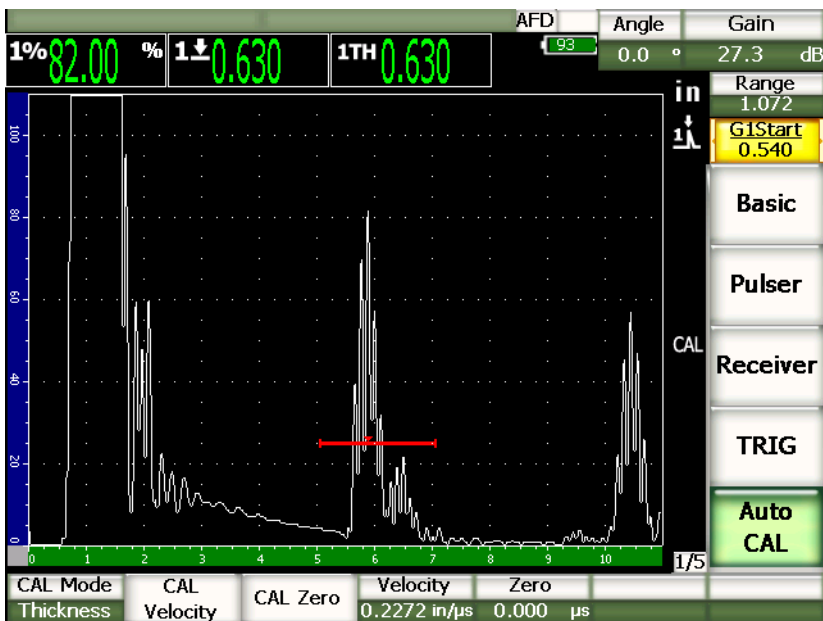 AFD
Angle
Gain
1% 82.00 %
1 0.630
1TH 0.630
93
0.0 °
27.3 dB
in
Range
1.072
1
G1Start
0.540
100
80
60
40
20
0
Basic
Pulser
CAL
Receiver
TRIG
Auto
CAL
0 1 2 3 4 5 6 7 8 9 10
1/5
CAL Mode
Thickness
CAL
Velocity
CAL Zero
Velocity
0.2272 in/µs
Zero
0.000 µs